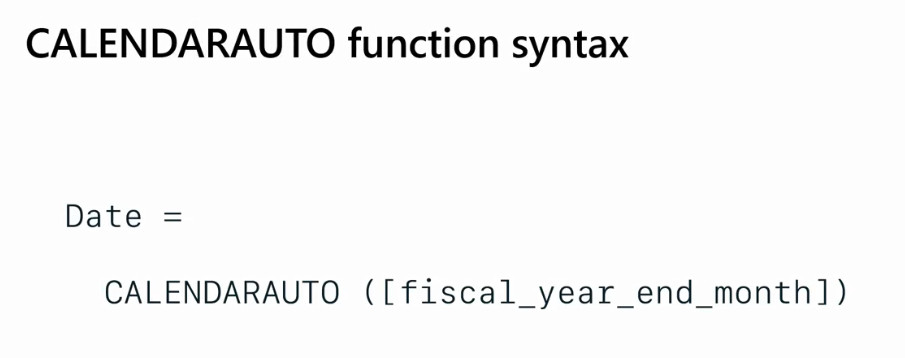 CALENDARAUTO function syntax
Date =
CALENDARAUTO ([fiscal_year_end_month])